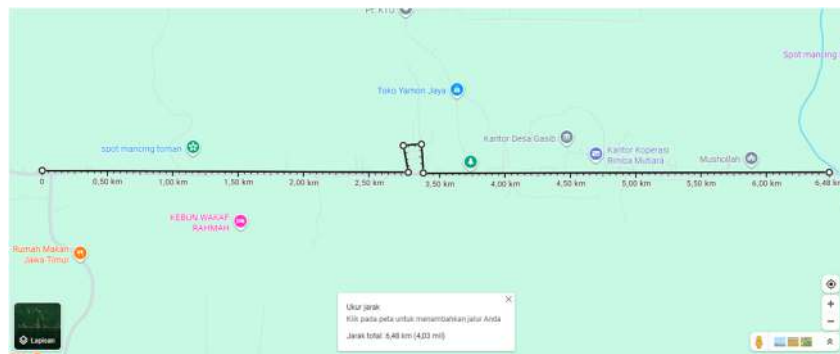 PT KTU
Spot mancing
Toko Yamon Jaya
Kantor Desa Gasib
spot mancing toman
Kantor Koperasi
Rimba Mutiara
Mushollah
0
0,50 km
1,00 km
1,50 km
2,00 km
2,50 km
3,50 km
4,00 km
4,50 km
5,00 km
5,50 km
6,00 km
6,48 k
KEBUN WAKAF
RAHMAH
Rumah Makan
Jawa Timur
Ukur jarak
Klik pada peta untuk menambahkan jalur Anda
Jarak total: 6,48 km (4,03 mil)
Lapisan